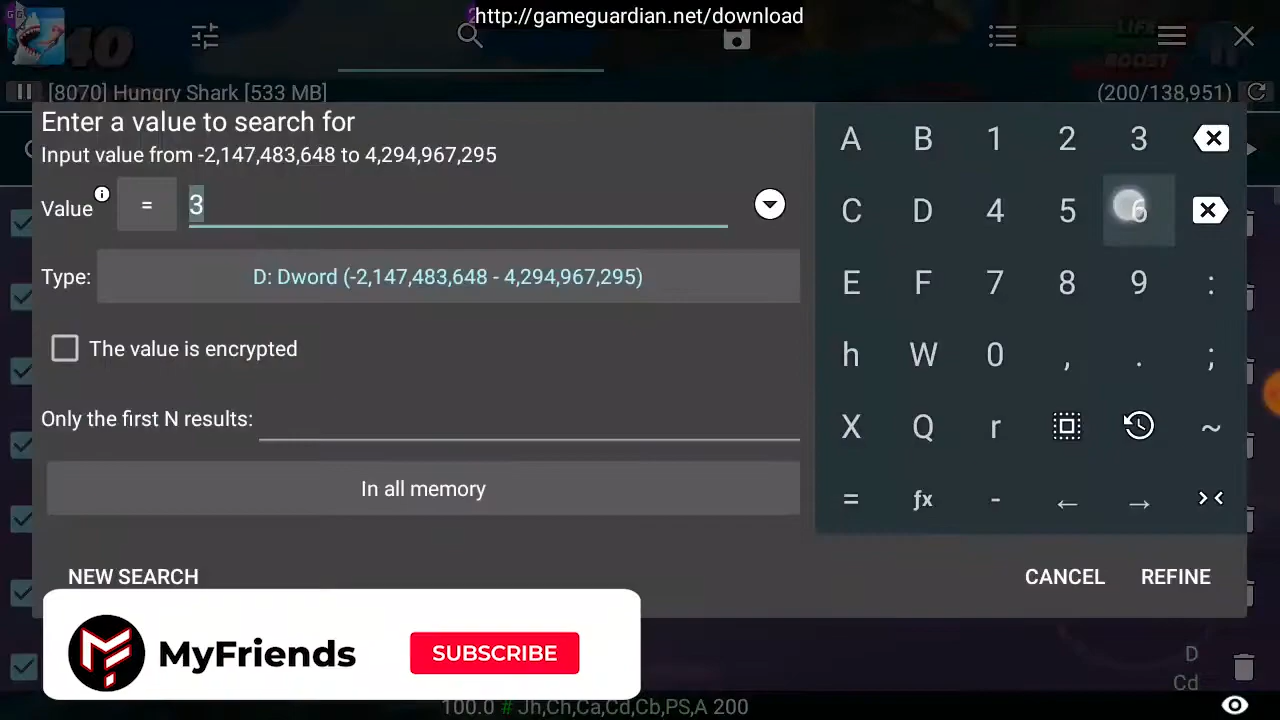 http://gameguardian.net/download
40
LIFE
BOOST
[8070] Hungry Shark [533 MB]
(200/138,951)
Enter a value to search for
Input value from -2,147,483,648 to 4,294,967,295
Value
i
=
3
Type:
D: Dword (-2,147,483,648 - 4,294,967,295)
The value is encrypted
Only the first N results:
In all memory
NEW SEARCH
CANCEL
REFINE
A B 1 2 3
C D 4 5 6
E F 7 8 9 :
h W 0 , . ;
X Q r ~
= ƒx - ← → ><
MyFriends
SUBSCRIBE
D
Cd
100.0 # Jh,Ch,Ca,Cd,Cb,PS,A 200